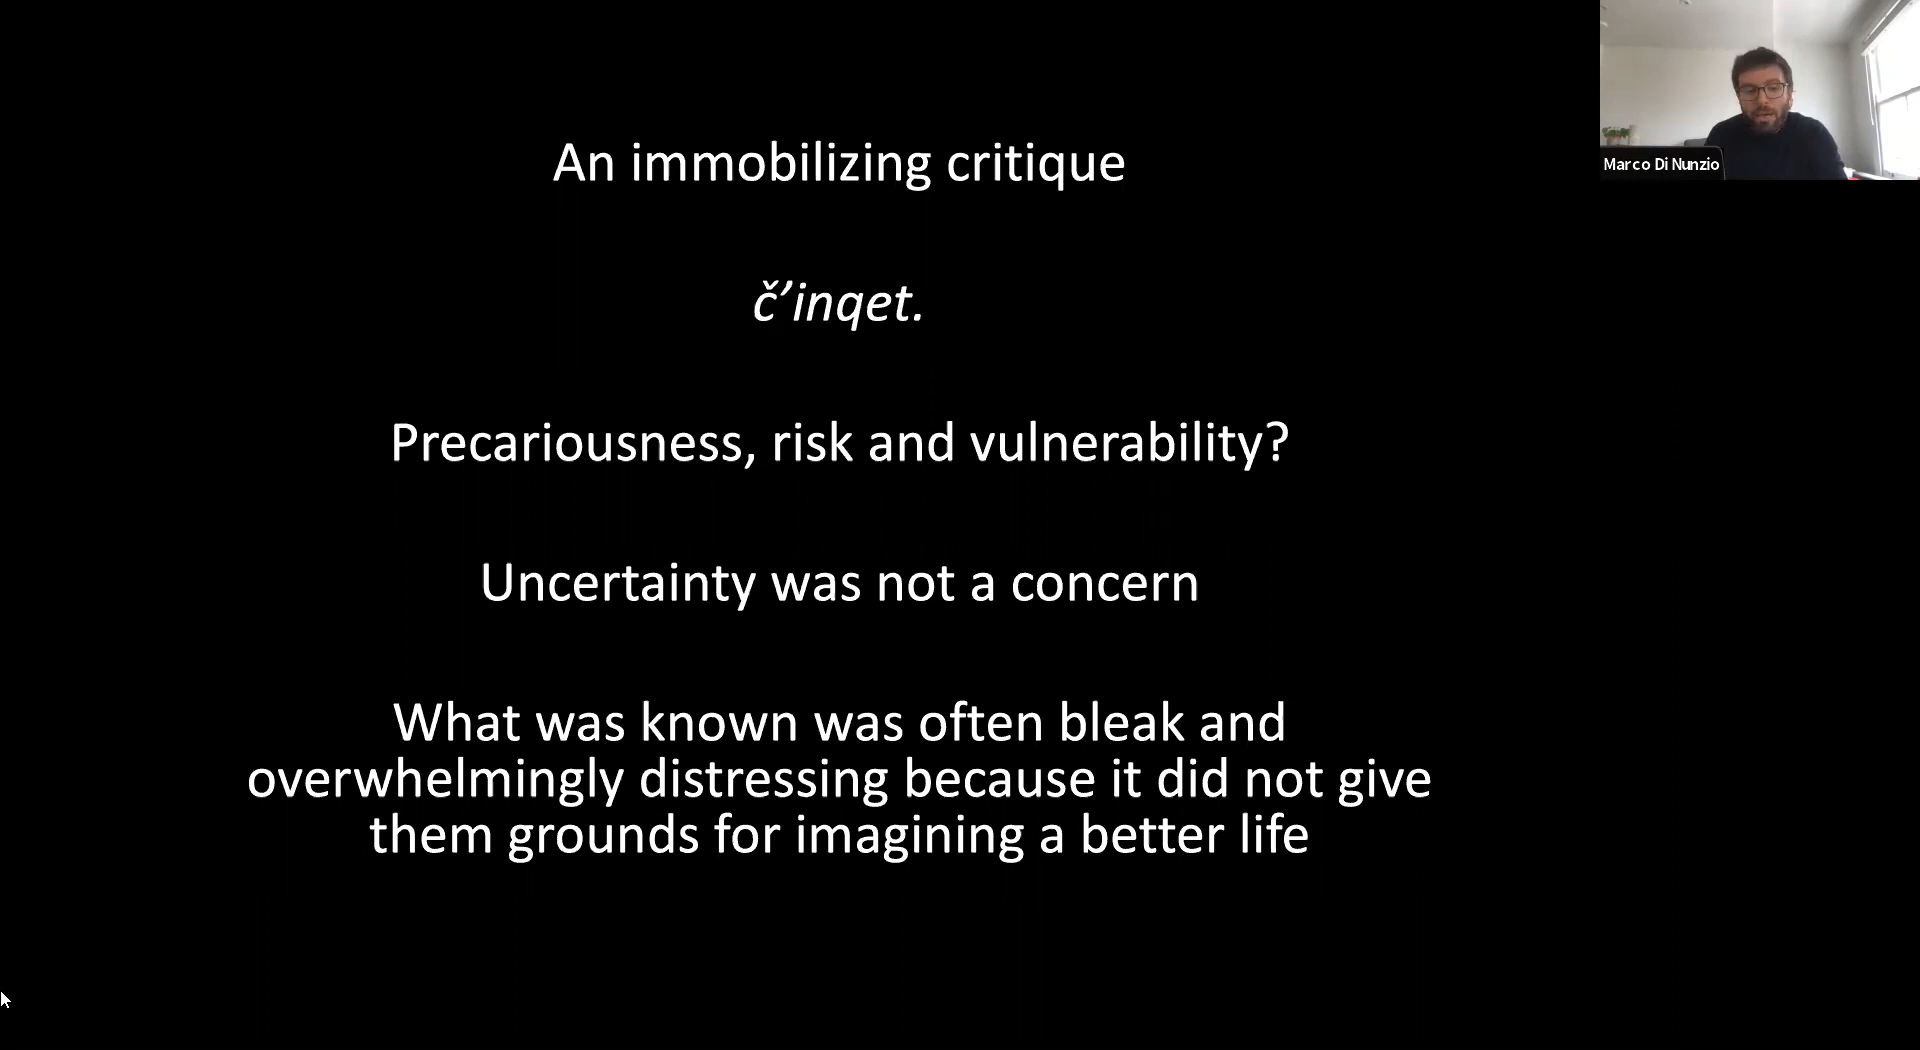 An immobilizing critique
Marco Di Nunzio
č’inqet.
Precariousness, risk and vulnerability?
Uncertainty was not a concern
What was known was often bleak and
overwhelmingly distressing because it did not give
them grounds for imagining a better life